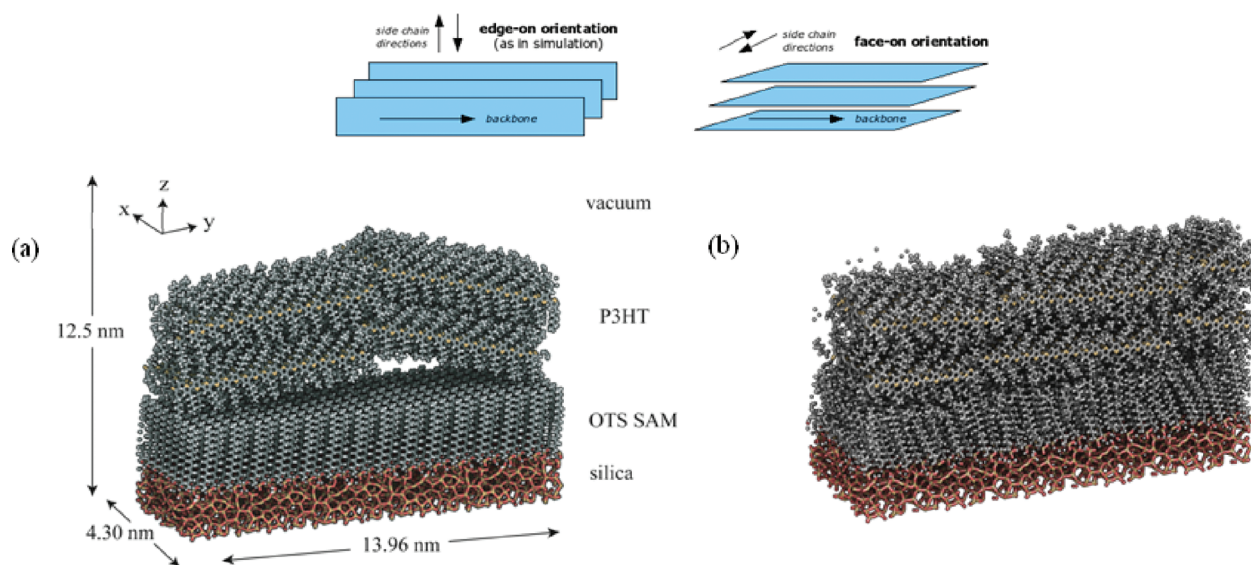 side chain
directions
edge-on orientation
(as in simulation)
backbone
side chain
directions
face-on orientation
backbone
(a)
z
x
y
12.5 nm
4.30 nm
13.96 nm
vacuum
P3HT
OTS SAM
silica
(b)